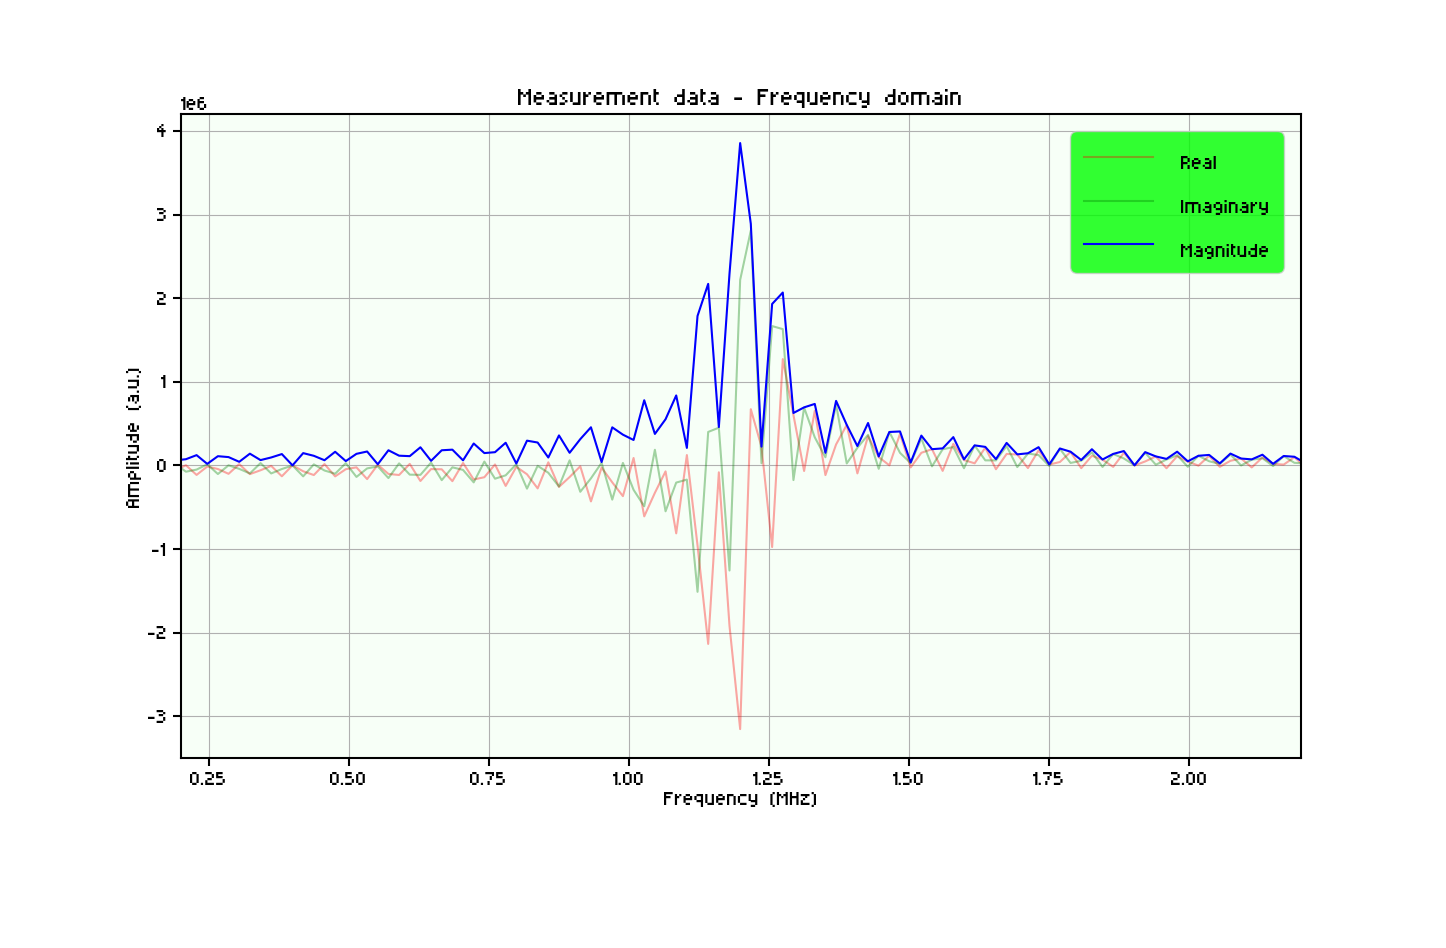 Measurement data - Frequency domain
1e6
4
3
2
1
0
-1
-2
-3
Amplitude (a.u.)
0.25 0.50 0.75 1.00 1.25 1.50 1.75 2.00
Frequency (MHz)
Real
Imaginary
Magnitude